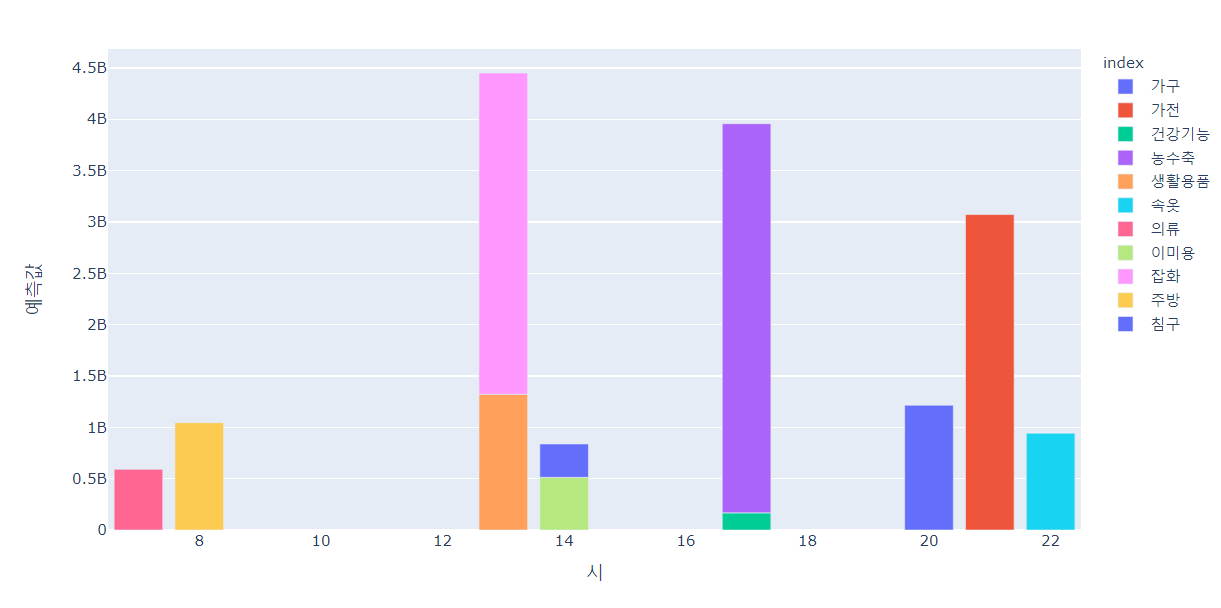 index
가구
가전
건강기능
농수축
생활용품
속옷
의류
이미용
잡화
주방
침구
4.5B
4B
3.5B
3B
2.5B
2B
1.5B
1B
0.5B
0
예측값
8 10 12 14 16 18 20 22
시